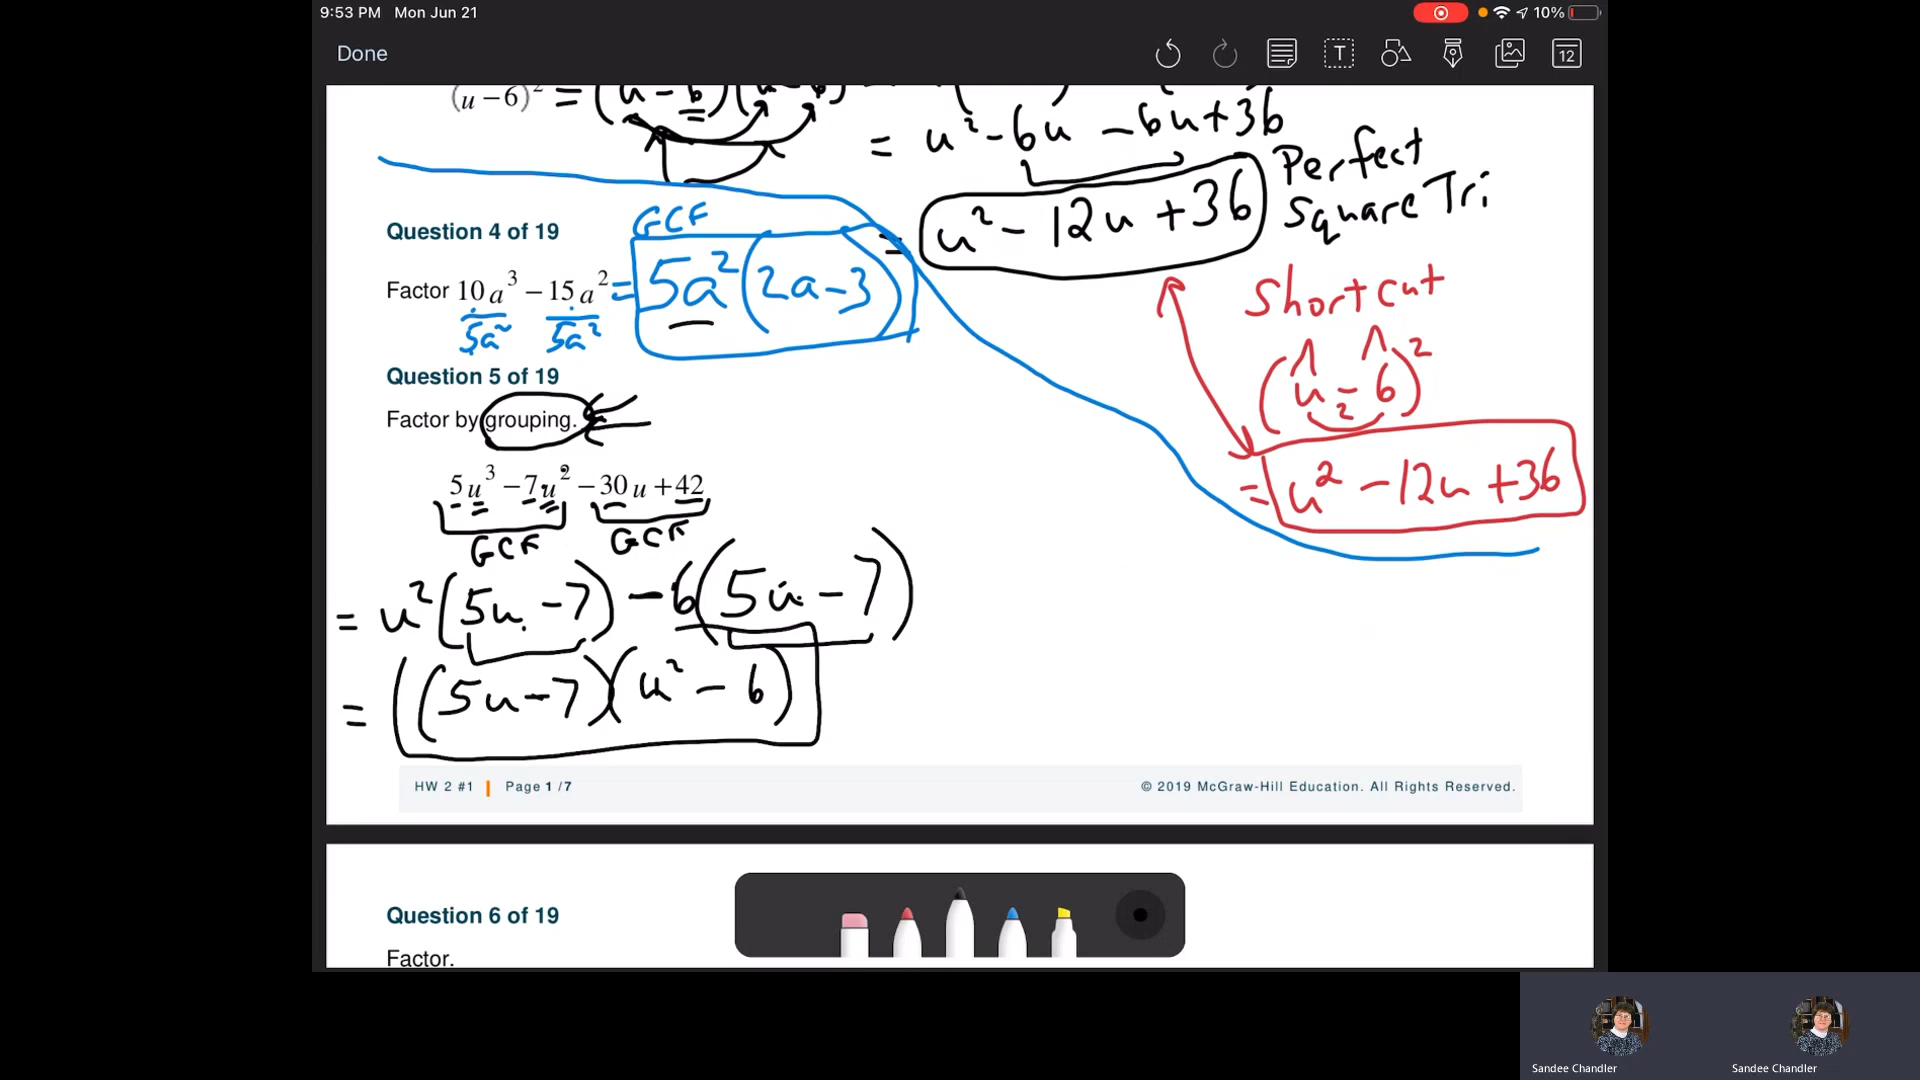 9:53 PM Mon Jun 21
10%
Done
T
12
(u – 6)² = (u – 6)(u – 6)
= u² – 6u – 6u + 36
= u² – 12u + 36
Perfect
Square Tri
Question 4 of 19
GCF
Factor 10a³ – 15a² = 5a²(2a – 3)
5a² 5a²
Shortcut
(u – 6)²
2
= u² – 12u + 36
Question 5 of 19
Factor by grouping.
5u³ – 7u² – 30u + 42
GCF GCF
= u²(5u – 7) – 6(5u – 7)
= (5u – 7)(u² – 6)
HW 2 #1 | Page 1 / 7
© 2019 McGraw-Hill Education. All Rights Reserved.
Question 6 of 19
Factor.
Sandee Chandler
Sandee Chandler